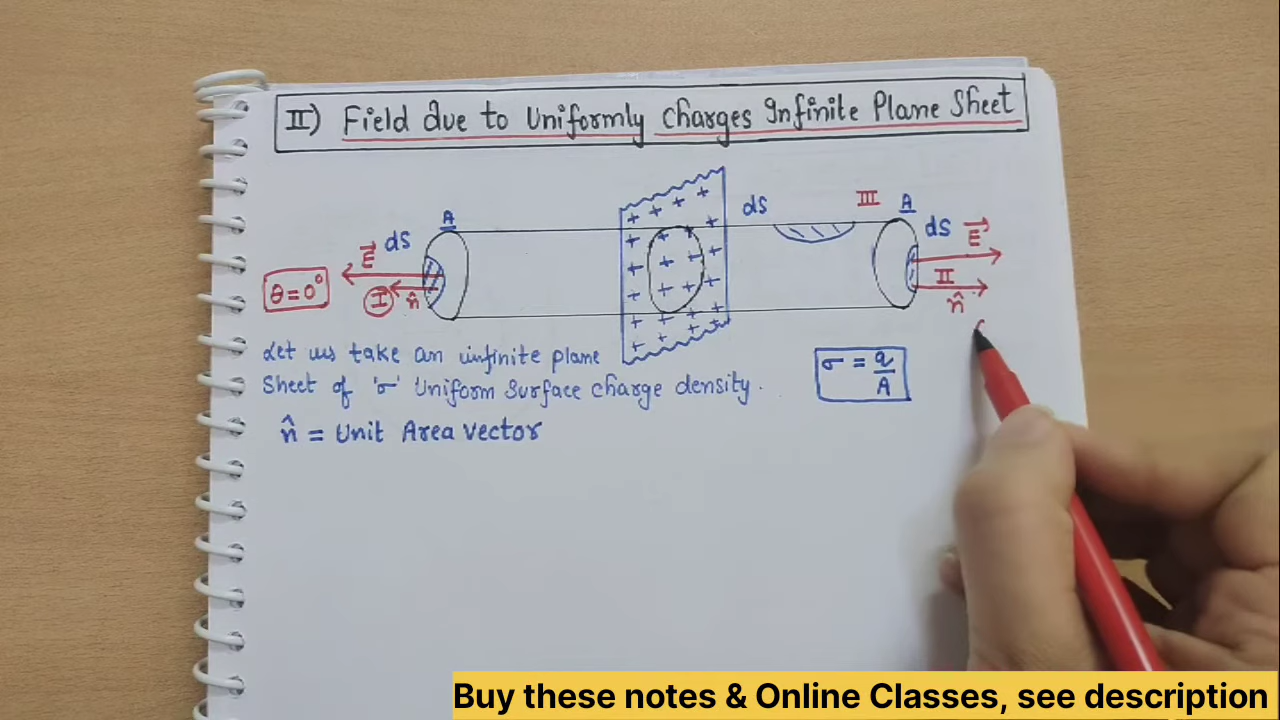 II) Field due to Uniformly Charges Infinite Plane Sheet
A
dS
E
θ = 0°
I
n̂
+ + + +
+ + + +
+ +
+ + +
+ + +
+ + + +
+ + + +
dS
III
A
dS
E
II
n̂
Let us take an infinite plane
Sheet of 'σ' Uniform Surface charge density.
σ = q/A
n̂ = Unit Area vector
Buy these notes & Online Classes, see description